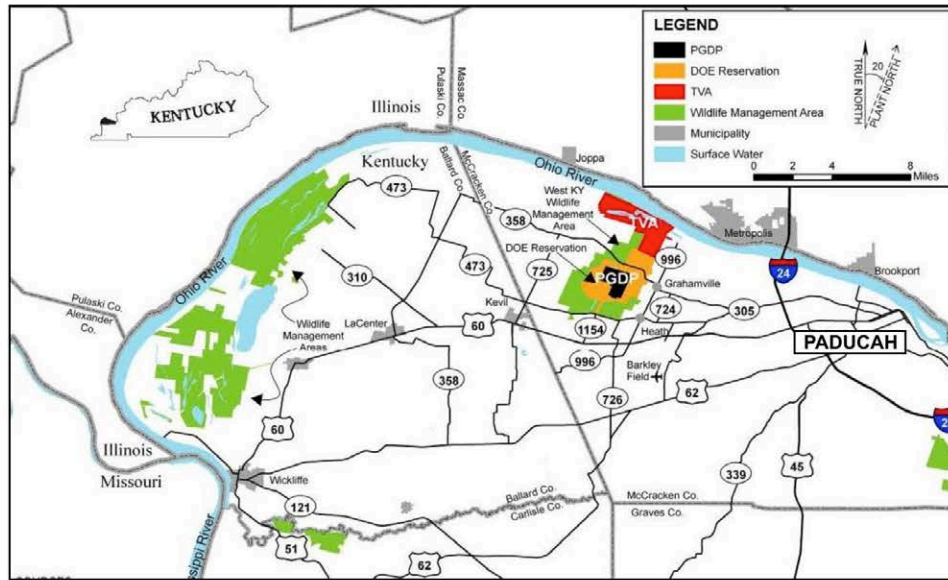 LEGEND
PGDP
DOE Reservation
TVA
Wildlife Management Area
Municipality
Surface Water
TRUE NORTH
20
PLANT NORTH
0 2 4 8
Miles
KENTUCKY
Illinois
Pulaski Co.
Massac Co.
Kentucky
Ballard Co.
McCracken Co.
Ohio River
Joppa
473
358
West KY
Wildlife
Management
Area
TVA
Metropolis
DOE Reservation
996
24
Brookport
Ohio River
310
473
725
PGDP
Grahamville
Pulaski Co.
Alexander
Co.
Wildlife
Management
Areas
LaCenter
Kevil
60
1154
724
305
Heath
PADUCAH
358
996
Barkley
Field
726
62
60
Illinois
Missouri
Wickliffe
339
45
121
Ballard Co.
Carlisle Co.
McCracken Co.
Graves Co.
51
62